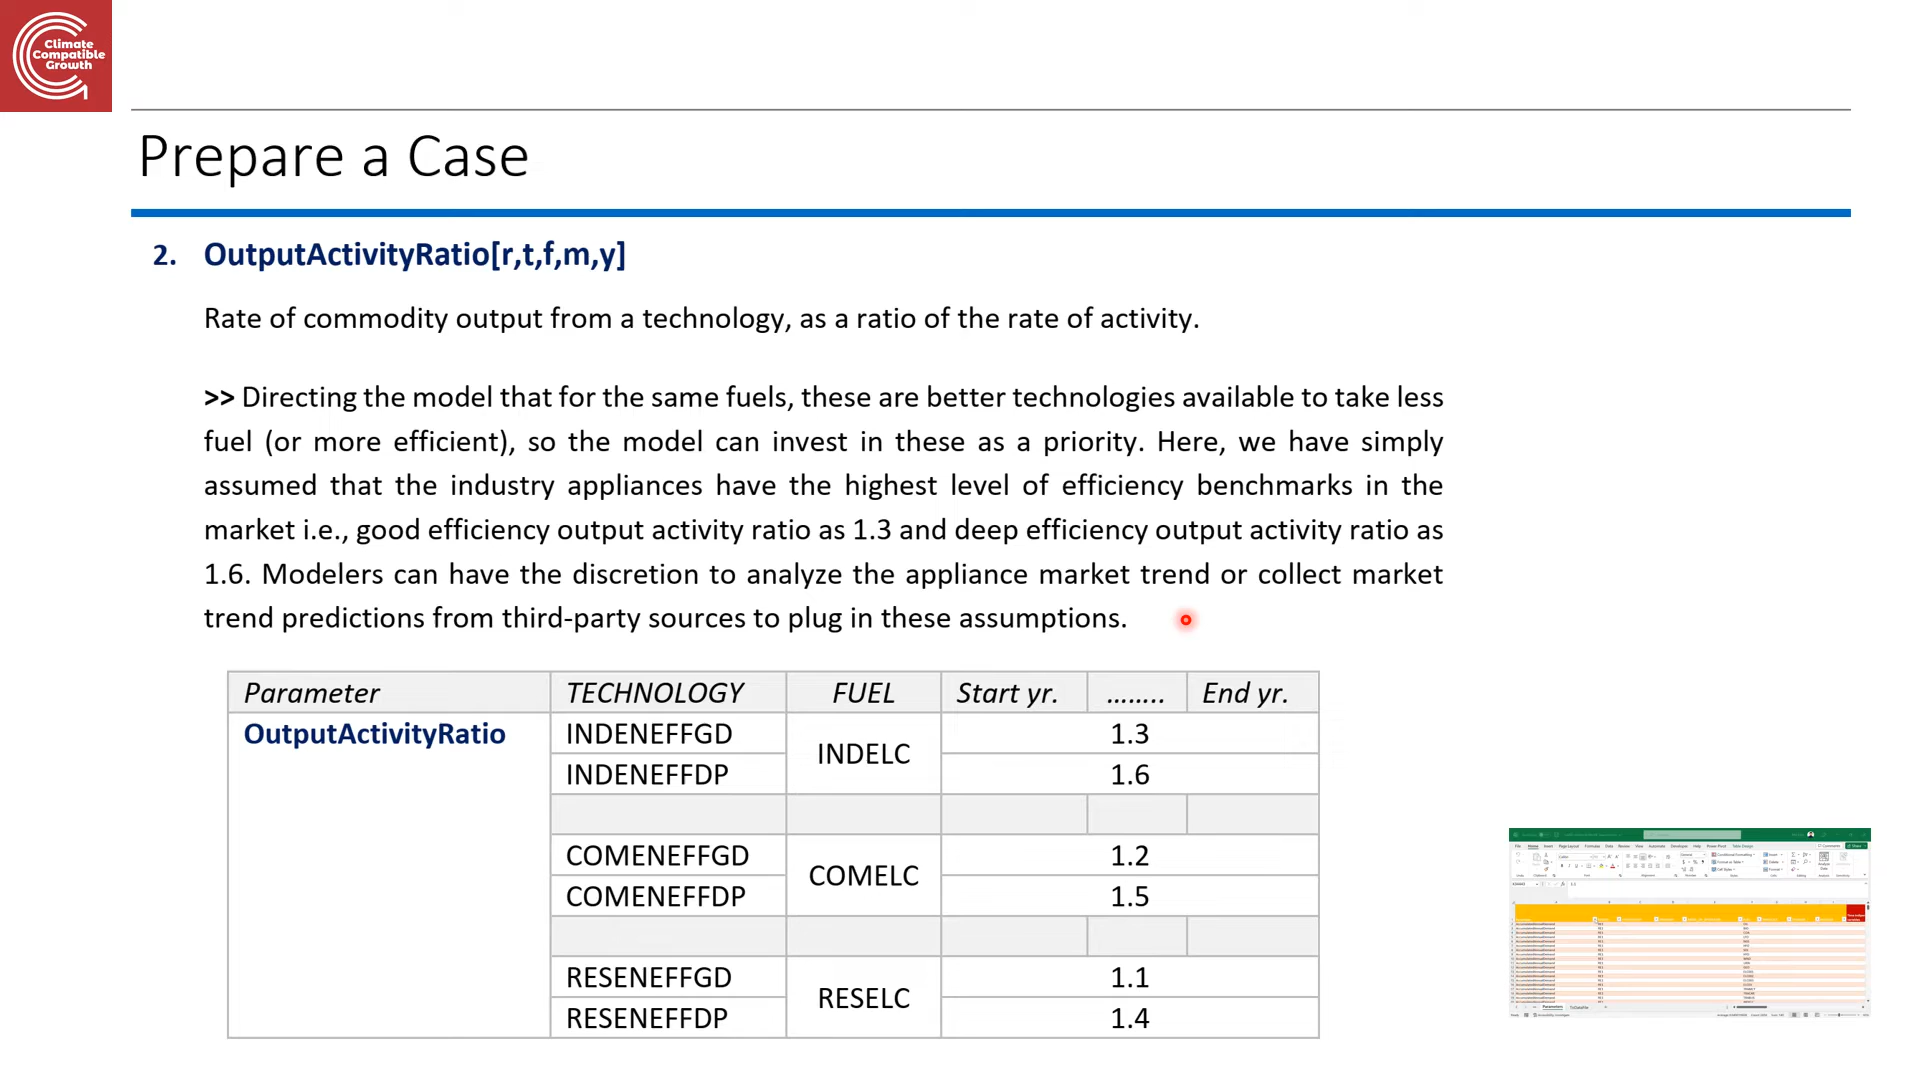 Climate
Compatible
Growth
Prepare a Case
2. OutputActivityRatio[r,t,f,m,y]
Rate of commodity output from a technology, as a ratio of the rate of activity.
>> Directing the model that for the same fuels, these are better technologies available to take less
fuel (or more efficient), so the model can invest in these as a priority. Here, we have simply
assumed that the industry appliances have the highest level of efficiency benchmarks in the
market i.e., good efficiency output activity ratio as 1.3 and deep efficiency output activity ratio as
1.6. Modelers can have the discretion to analyze the appliance market trend or collect market
trend predictions from third-party sources to plug in these assumptions.
Parameter TECHNOLOGY FUEL Start yr. …….. End yr.
OutputActivityRatio INDENEFFGD INDELC 1.3
INDENEFFDP 1.6
COMENEFFGD COMELC 1.2
COMENEFFDP 1.5
RESENEFFGD RESELC 1.1
RESENEFFDP 1.4